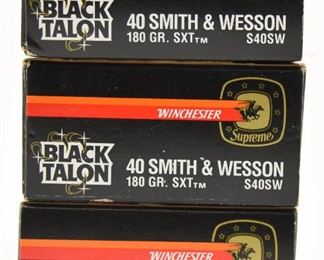 BLACK
TALON
40 SMITH & WESSON
180 GR. SXT™ S40SW
WINCHESTER
Supreme
BLACK
TALON
40 SMITH & WESSON
180 GR. SXT™ S40SW
WINCHESTER